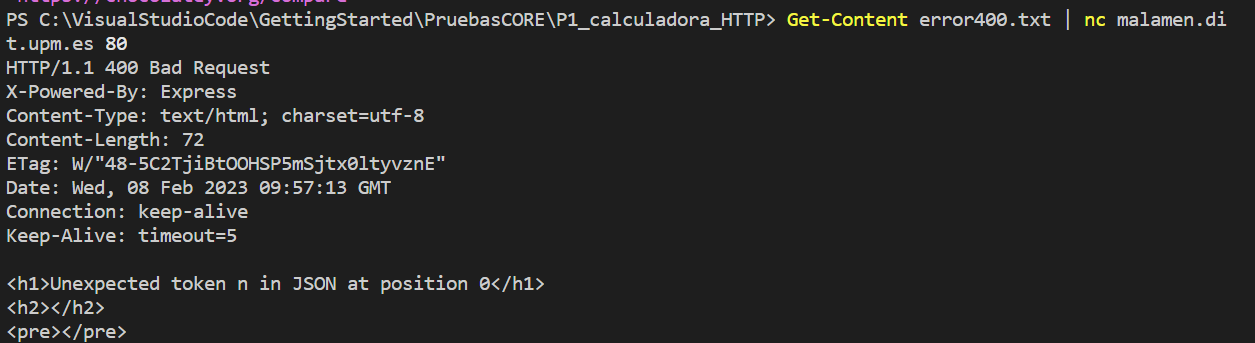 PS C:\VisualStudioCode\GettingStarted\PruebasCORE\P1_calculadora_HTTP> Get-Content error400.txt | nc malamen.di
t.upm.es 80
HTTP/1.1 400 Bad Request
X-Powered-By: Express
Content-Type: text/html; charset=utf-8
Content-Length: 72
ETag: W/"48-5C2TjiBtOOHSP5mSjtx0ltyvznE"
Date: Wed, 08 Feb 2023 09:57:13 GMT
Connection: keep-alive
Keep-Alive: timeout=5

<h1>Unexpected token n in JSON at position 0</h1>
<h2></h2>
<pre></pre>